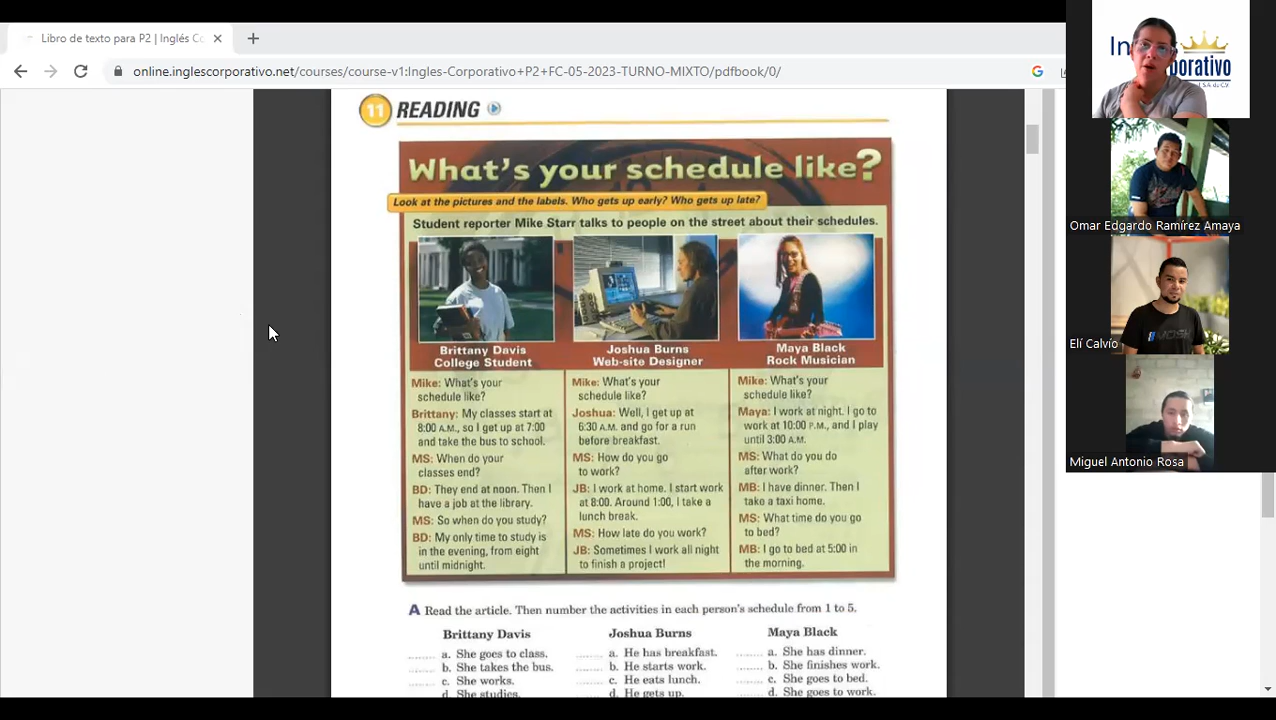 Libro de texto para P2 | Inglés Co
online.inglescorporativo.net/courses/course-v1:Ingles-Corporativo+P2+FC-05-2023-TURNO-MIXTO/pdfbook/0/
11 READING
What's your schedule like?
Look at the pictures and the labels. Who gets up early? Who gets up late?
Student reporter Mike Starr talks to people on the street about their schedules.
Brittany Davis
College Student
Mike: What's your
schedule like?
Brittany: My classes start at
8:00 A.M., so I get up at 7:00
and take the bus to school.
MS: When do your
classes end?
BD: They end at noon. Then I
have a job at the library.
MS: So when do you study?
BD: My only time to study is
in the evening, from eight
until midnight.
Joshua Burns
Web-site Designer
Mike: What's your
schedule like?
Joshua: Well, I get up at
6:30 A.M. and go for a run
before breakfast.
MS: How do you go
to work?
JB: I work at home. I start work
at 8:00. Around 1:00, I take a
lunch break.
MS: How late do you work?
JB: Sometimes I work all night
to finish a project!
Maya Black
Rock Musician
Mike: What's your
schedule like?
Maya: I work at night. I go to
work at 10:00 P.M., and I play
until 3:00 A.M.
MS: What do you do
after work?
MB: I have dinner. Then I
take a taxi home.
MS: What time do you go
to bed?
MB: I go to bed at 5:00 in
the morning.
A Read the article. Then number the activities in each person's schedule from 1 to 5.
Brittany Davis
a. She goes to class.
b. She takes the bus.
c. She works.
d. She studies.
Joshua Burns
a. He has breakfast.
b. He starts work.
c. He eats lunch.
d. He gets up.
Maya Black
a. She has dinner.
b. She finishes work.
c. She goes to bed.
d. She goes to work.
In
porativo
Omar Edgardo Ramírez Amaya
Elí Calvío
Miguel Antonio Rosa